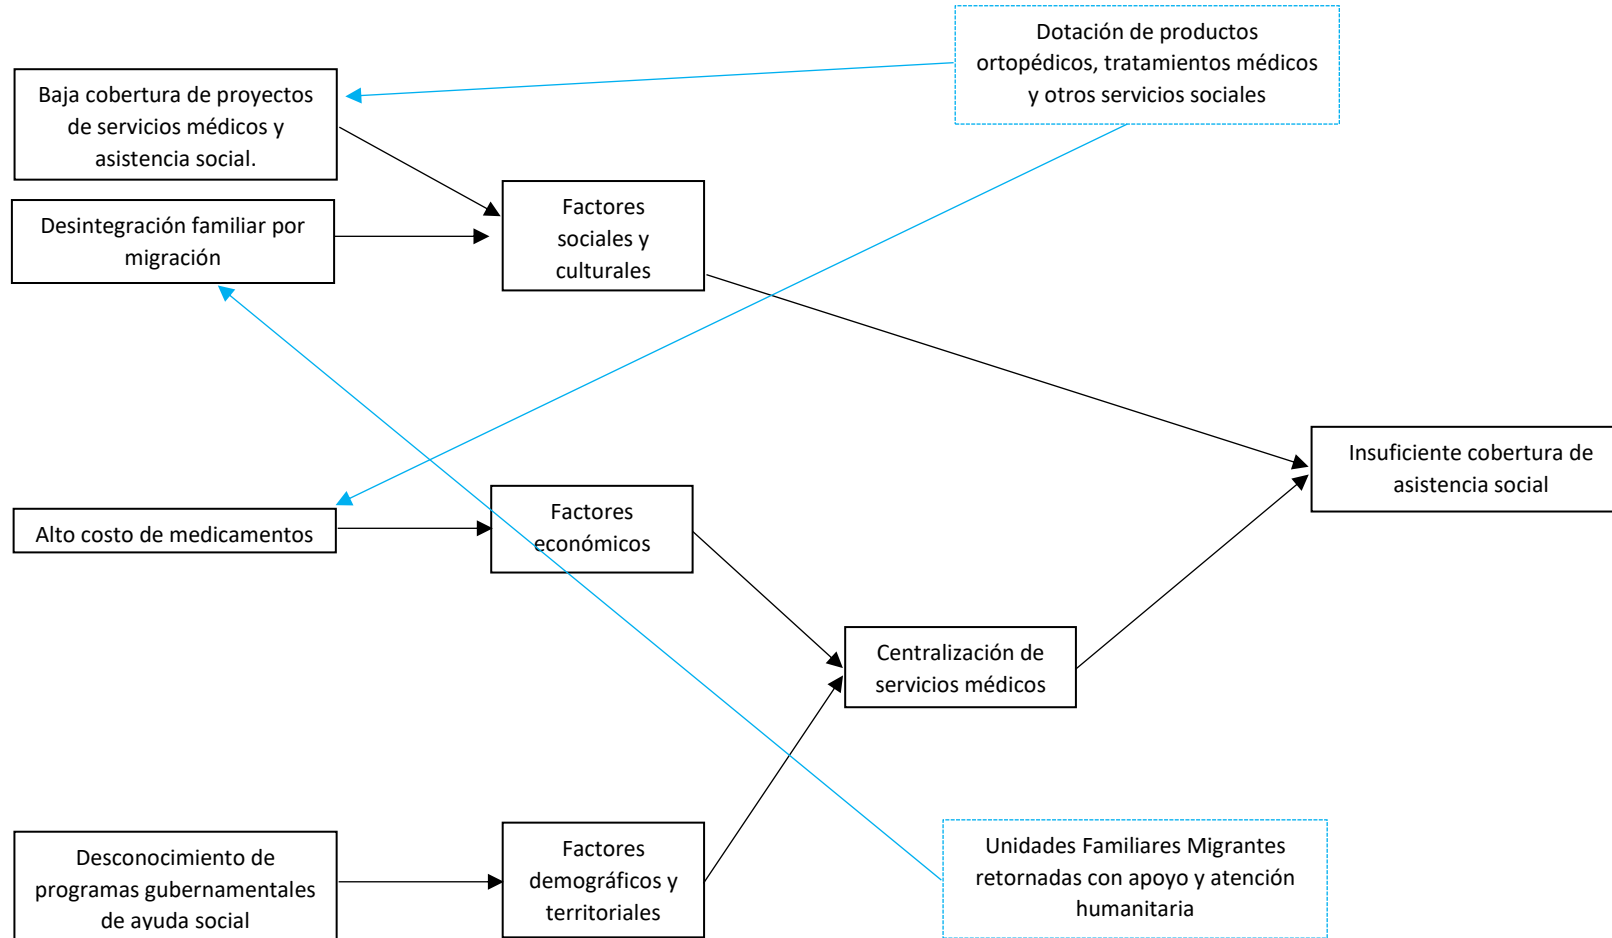 Dotación de productos
ortopédicos, tratamientos médicos
y otros servicios sociales
Baja cobertura de proyectos
de servicios médicos y
asistencia social.
Desintegración familiar por
migración
Factores
sociales y
culturales
Insuficiente cobertura de
asistencia social
Alto costo de medicamentos
Factores
económicos
Centralización de
servicios médicos
Desconocimiento de
programas gubernamentales
de ayuda social
Factores
demográficos y
territoriales
Unidades Familiares Migrantes
retornadas con apoyo y atención
humanitaria